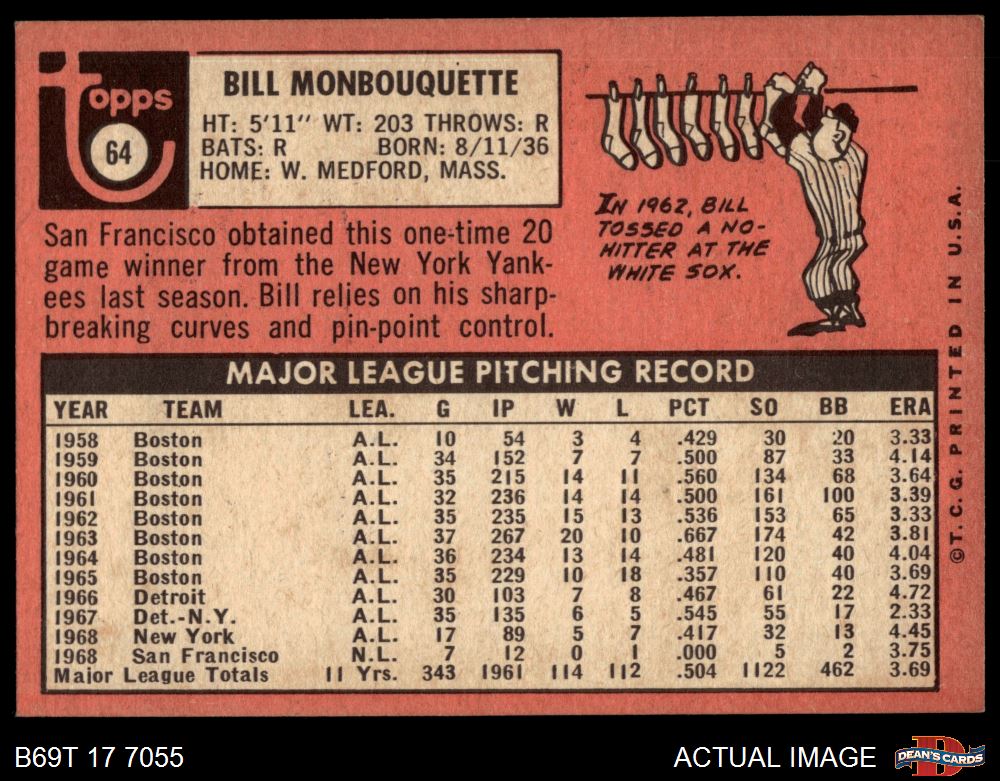 Topps
64
BILL MONBOUQUETTE
HT: 5'11" WT: 203 THROWS: R
BATS: R BORN: 8/11/36
HOME: W. MEDFORD, MASS.
San Francisco obtained this one-time 20
game winner from the New York Yank-
ees last season. Bill relies on his sharp-
breaking curves and pin-point control.
IN 1962, BILL
TOSSED A NO-
HITTER AT THE
WHITE SOX.
MAJOR LEAGUE PITCHING RECORD
YEAR TEAM LEA. G IP W L PCT SO BB ERA
1958 Boston A.L. 10 54 3 4 .429 30 20 3.33
1959 Boston A.L. 34 152 7 7 .500 87 33 4.14
1960 Boston A.L. 35 215 14 11 .560 134 68 3.64
1961 Boston A.L. 32 236 14 14 .500 161 100 3.39
1962 Boston A.L. 35 235 15 13 .536 153 65 3.33
1963 Boston A.L. 37 267 20 10 .667 174 42 3.81
1964 Boston A.L. 36 234 13 14 .481 120 40 4.04
1965 Boston A.L. 35 229 10 18 .357 110 40 3.69
1966 Detroit A.L. 30 103 7 8 .467 61 22 4.72
1967 Det.-N.Y. A.L. 35 135 6 5 .545 55 17 2.33
1968 New York A.L. 17 89 5 7 .417 32 13 4.45
1968 San Francisco N.L. 7 12 0 1 .000 5 2 3.75
Major League Totals 11 Yrs. 343 1961 114 112 .504 1122 462 3.69
©T. C. G. PRINTED IN U.S.A.
B69T 17 7055
ACTUAL IMAGE
D
DEAN'S CARDS